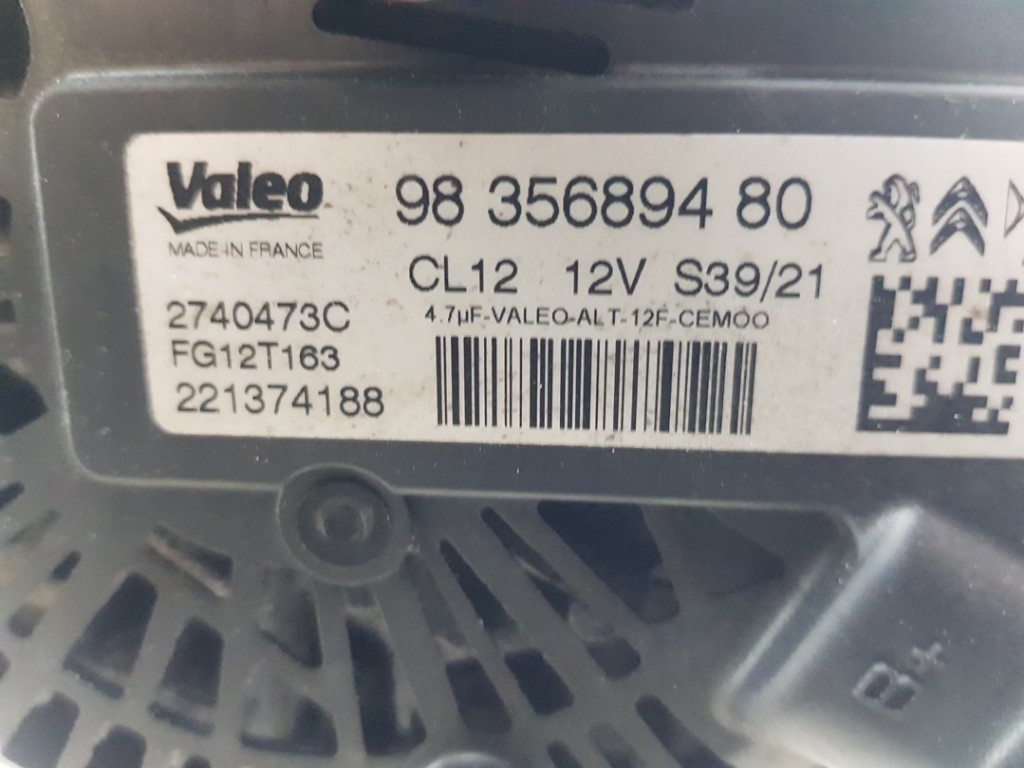 Valeo
MADE IN FRANCE
98 356894 80
CL12 12V S39/21
4.7µF-VALEO-ALT-12F-CEMOO
2740473C
FG12T163
221374188
B+